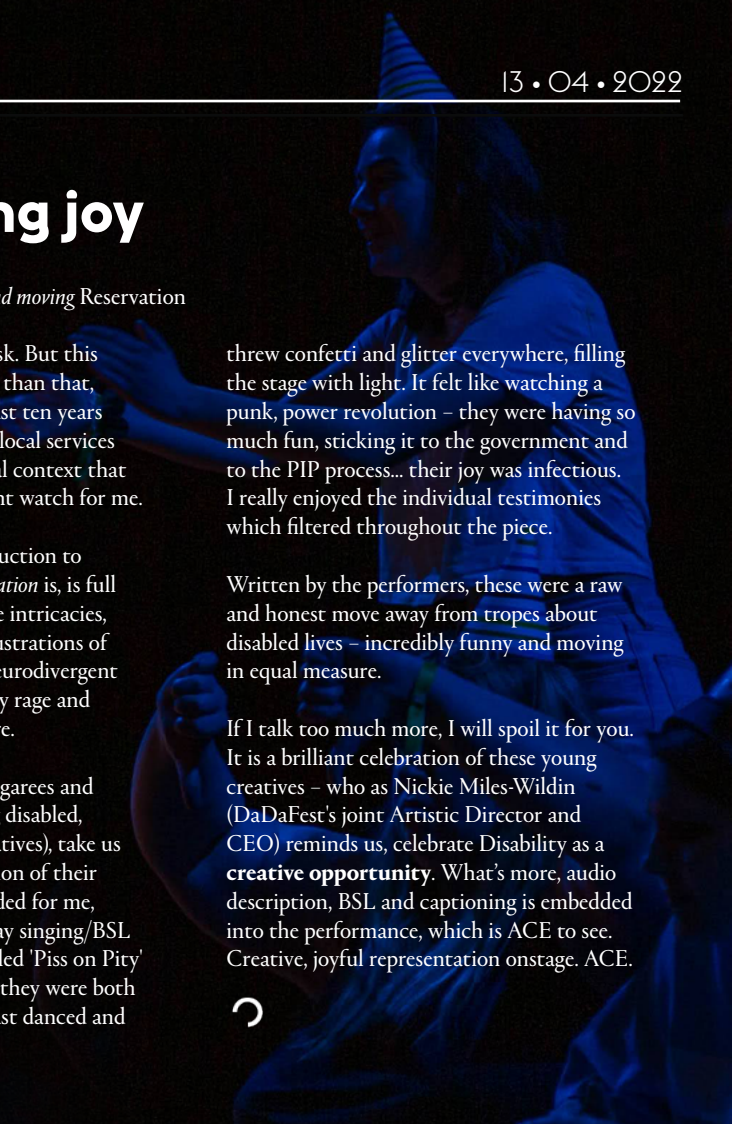 13 • 04 • 2022
ng joy
d moving Reservation
sk. But this
than that,
st ten years
local services
l context that
nt watch for me.
uction to
ation is, is full
e intricacies,
ustrations of
eurodivergent
y rage and
e.
garees and
disabled,
tives), take us
on of their
ded for me,
ay singing/BSL
led 'Piss on Pity'
they were both
st danced and
threw confetti and glitter everywhere, filling
the stage with light. It felt like watching a
punk, power revolution – they were having so
much fun, sticking it to the government and
to the PIP process... their joy was infectious.
I really enjoyed the individual testimonies
which filtered throughout the piece.
Written by the performers, these were a raw
and honest move away from tropes about
disabled lives – incredibly funny and moving
in equal measure.
If I talk too much more, I will spoil it for you.
It is a brilliant celebration of these young
creatives – who as Nickie Miles-Wildin
(DaDaFest's joint Artistic Director and
CEO) reminds us, celebrate Disability as a
creative opportunity. What's more, audio
description, BSL and captioning is embedded
into the performance, which is ACE to see.
Creative, joyful representation onstage. ACE.